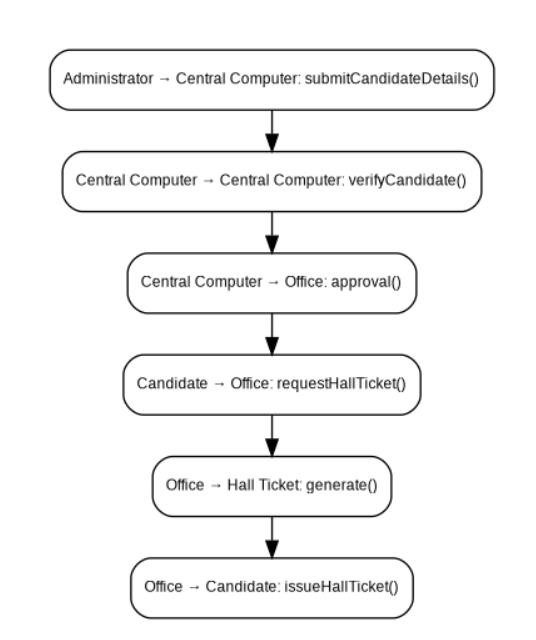 Administrator → Central Computer: submitCandidateDetails()
Central Computer → Central Computer: verifyCandidate()
Central Computer → Office: approval()
Candidate → Office: requestHallTicket()
Office → Hall Ticket: generate()
Office → Candidate: issueHallTicket()